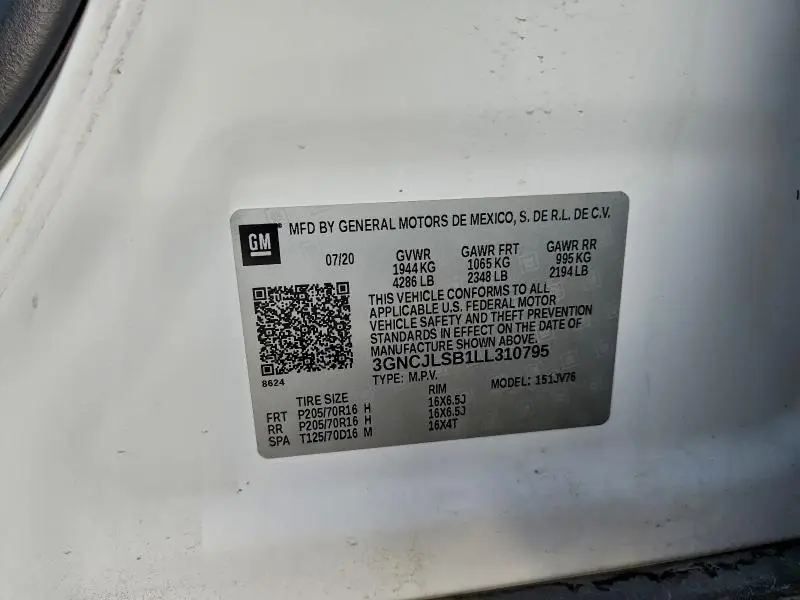 GM
MFD BY GENERAL MOTORS DE MEXICO, S. DE R.L. DE C.V.
07/20 GVWR GAWR FRT GAWR RR
1944 KG 1065 KG 995 KG
4286 LB 2348 LB 2194 LB
THIS VEHICLE CONFORMS TO ALL
APPLICABLE U.S. FEDERAL MOTOR
VEHICLE SAFETY AND THEFT PREVENTION
STANDARDS IN EFFECT ON THE DATE OF
MANUFACTURE SHOWN ABOVE.
3GNCJLSB1LL310795
8624 TYPE: M.P.V. MODEL: 151JV76
TIRE SIZE RIM
FRT P205/70R16 H 16X6.5J
RR P205/70R16 H 16X6.5J
SPA T125/70D16 M 16X4T